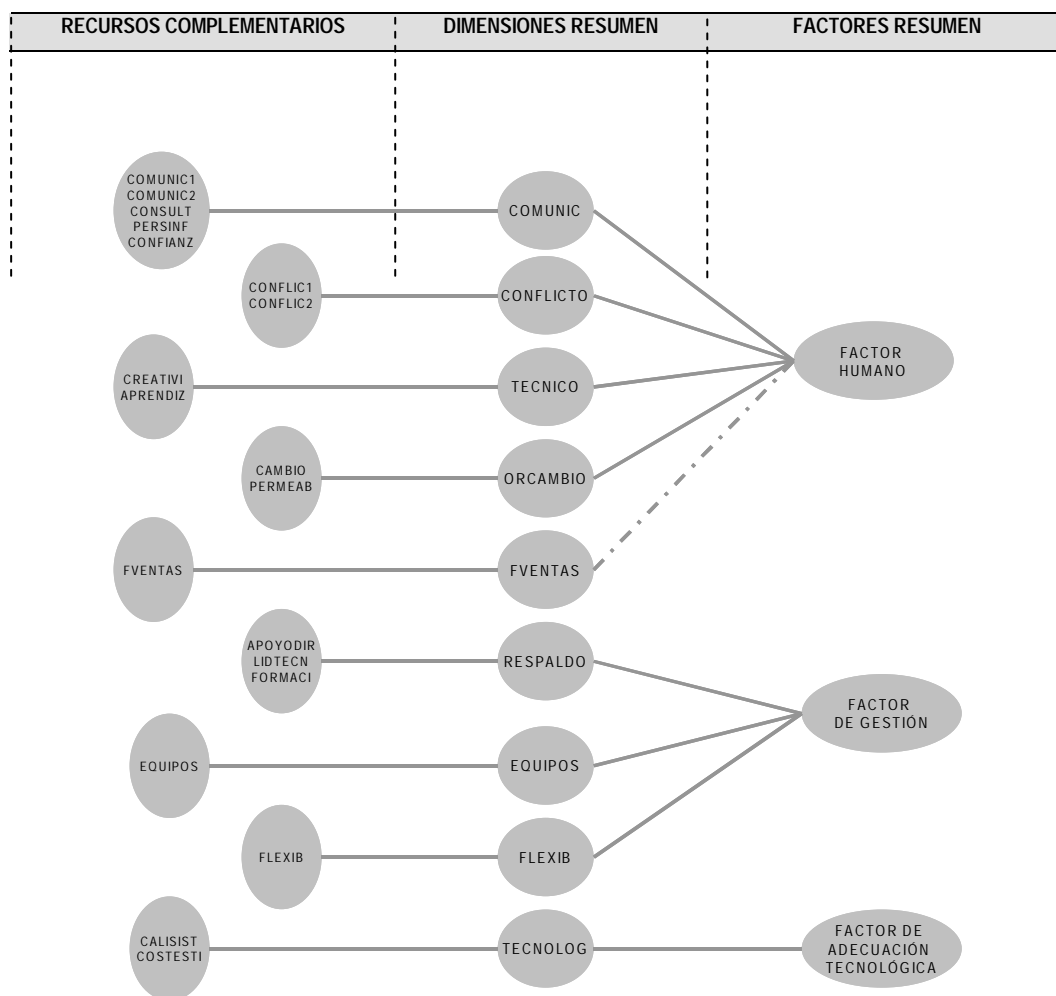 RECURSOS COMPLEMENTARIOS
DIMENSIONES RESUMEN
FACTORES RESUMEN
COMUNIC1
COMUNIC2
CONSULT
PERSINF
CONFIANZ
COMUNIC
CONFLIC1
CONFLIC2
CONFLICTO
FACTOR
HUMANO
CREATIVI
APRENDIZ
TECNICO
CAMBIO
PERMEAB
ORCAMBIO
FVENTAS
FVENTAS
APOYODIR
LIDTECN
FORMACI
RESPALDO
FACTOR
DE GESTIÓN
EQUIPOS
EQUIPOS
FLEXIB
FLEXIB
CALISIST
COSTESTI
TECNOLOG
FACTOR DE
ADECUACIÓN
TECNOLÓGICA